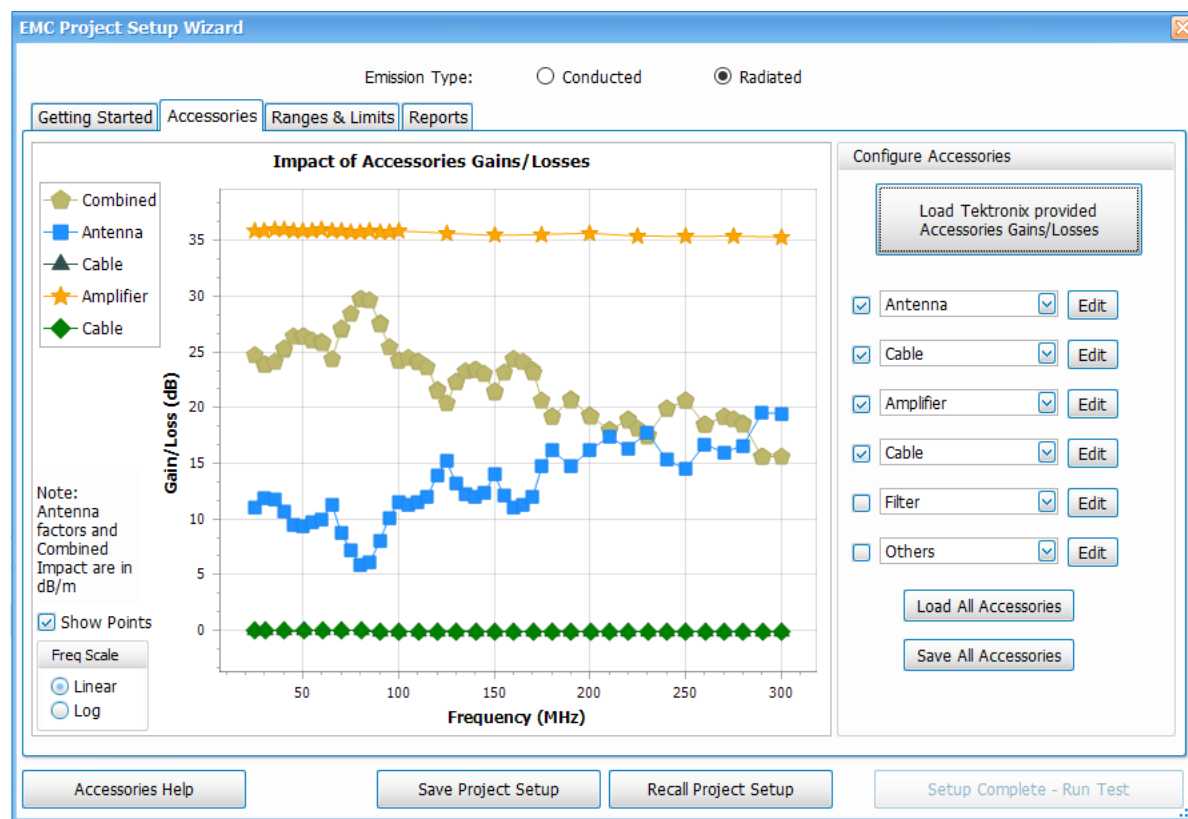 EMC Project Setup Wizard
Emission Type:
Conducted
Radiated
Getting Started
Accessories
Ranges & Limits
Reports
Impact of Accessories Gains/Losses
Combined
Antenna
Cable
Amplifier
Cable
Note:
Antenna
factors and
Combined
Impact are in
dB/m
Show Points
Freq Scale
Linear
Log
Gain/Loss (dB)
35
30
25
20
15
10
5
0
50
100
150
200
250
300
Frequency (MHz)
Configure Accessories
Load Tektronix provided
Accessories Gains/Losses
Antenna
Edit
Cable
Edit
Amplifier
Edit
Cable
Edit
Filter
Edit
Others
Edit
Load All Accessories
Save All Accessories
Accessories Help
Save Project Setup
Recall Project Setup
Setup Complete - Run Test